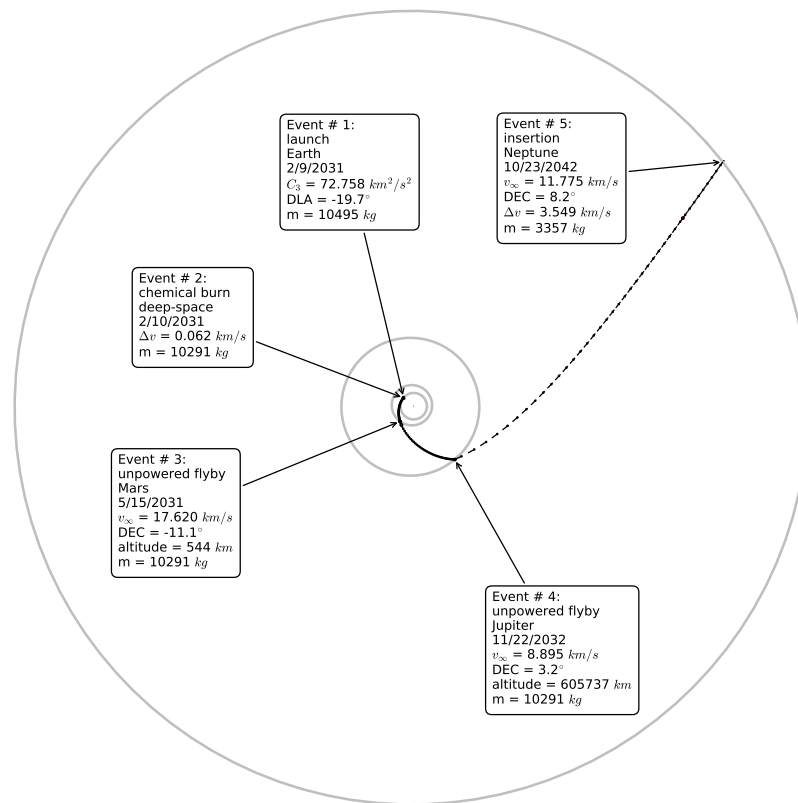 Event # 1:
launch
Earth
2/9/2031
C₃ = 72.758 km²/s²
DLA = -19.7°
m = 10495 kg
Event # 5:
insertion
Neptune
10/23/2042
v∞ = 11.775 km/s
DEC = 8.2°
Δv = 3.549 km/s
m = 3357 kg
Event # 2:
chemical burn
deep-space
2/10/2031
Δv = 0.062 km/s
m = 10291 kg
Event # 3:
unpowered flyby
Mars
5/15/2031
v∞ = 17.620 km/s
DEC = -11.1°
altitude = 544 km
m = 10291 kg
Event # 4:
unpowered flyby
Jupiter
11/22/2032
v∞ = 8.895 km/s
DEC = 3.2°
altitude = 605737 km
m = 10291 kg